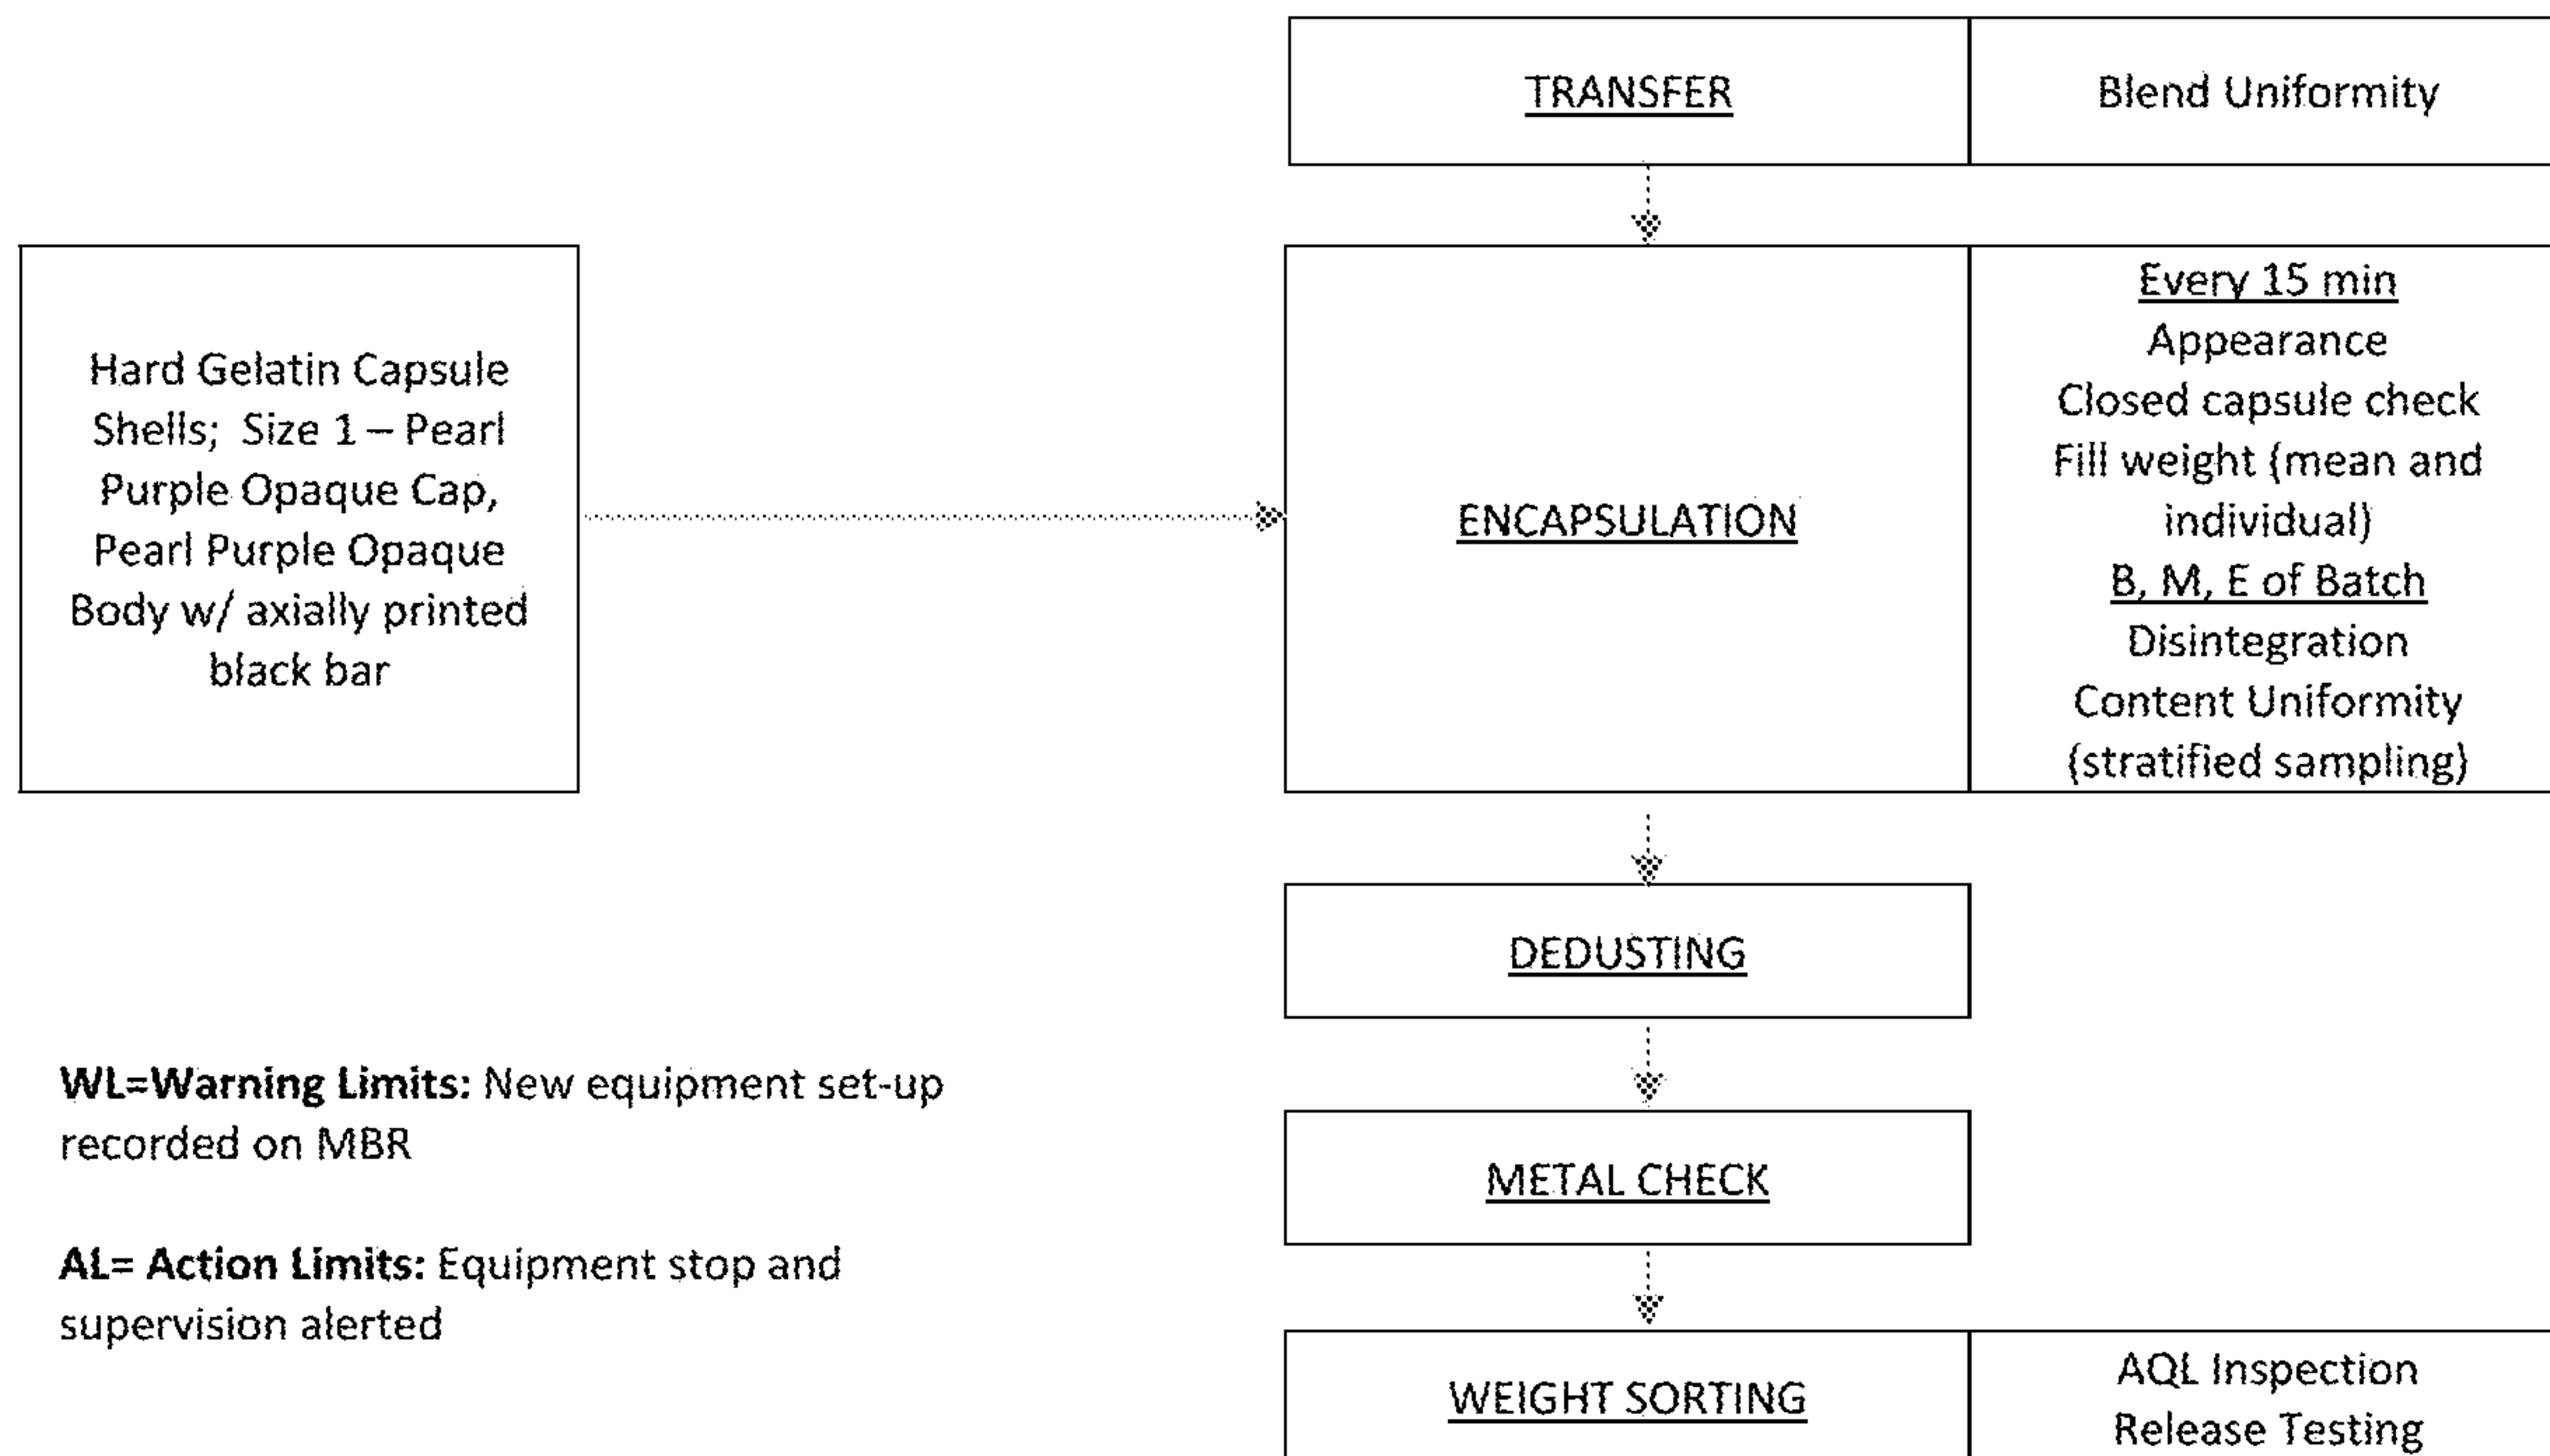 TRANSFER
Blend Uniformity
Hard Gelatin Capsule
Shells;  Size 1 – Pearl
Purple Opaque Cap,
Pearl Purple Opaque
Body w/ axially printed
black bar
ENCAPSULATION
Every 15 min
Appearance
Closed capsule check
Fill weight (mean and
individual)
B, M, E of Batch
Disintegration
Content Uniformity
(stratified sampling)
DEDUSTING
WL=Warning Limits: New equipment set-up
recorded on MBR
METAL CHECK
AL= Action Limits: Equipment stop and
supervision alerted
WEIGHT SORTING
AQL Inspection
Release Testing